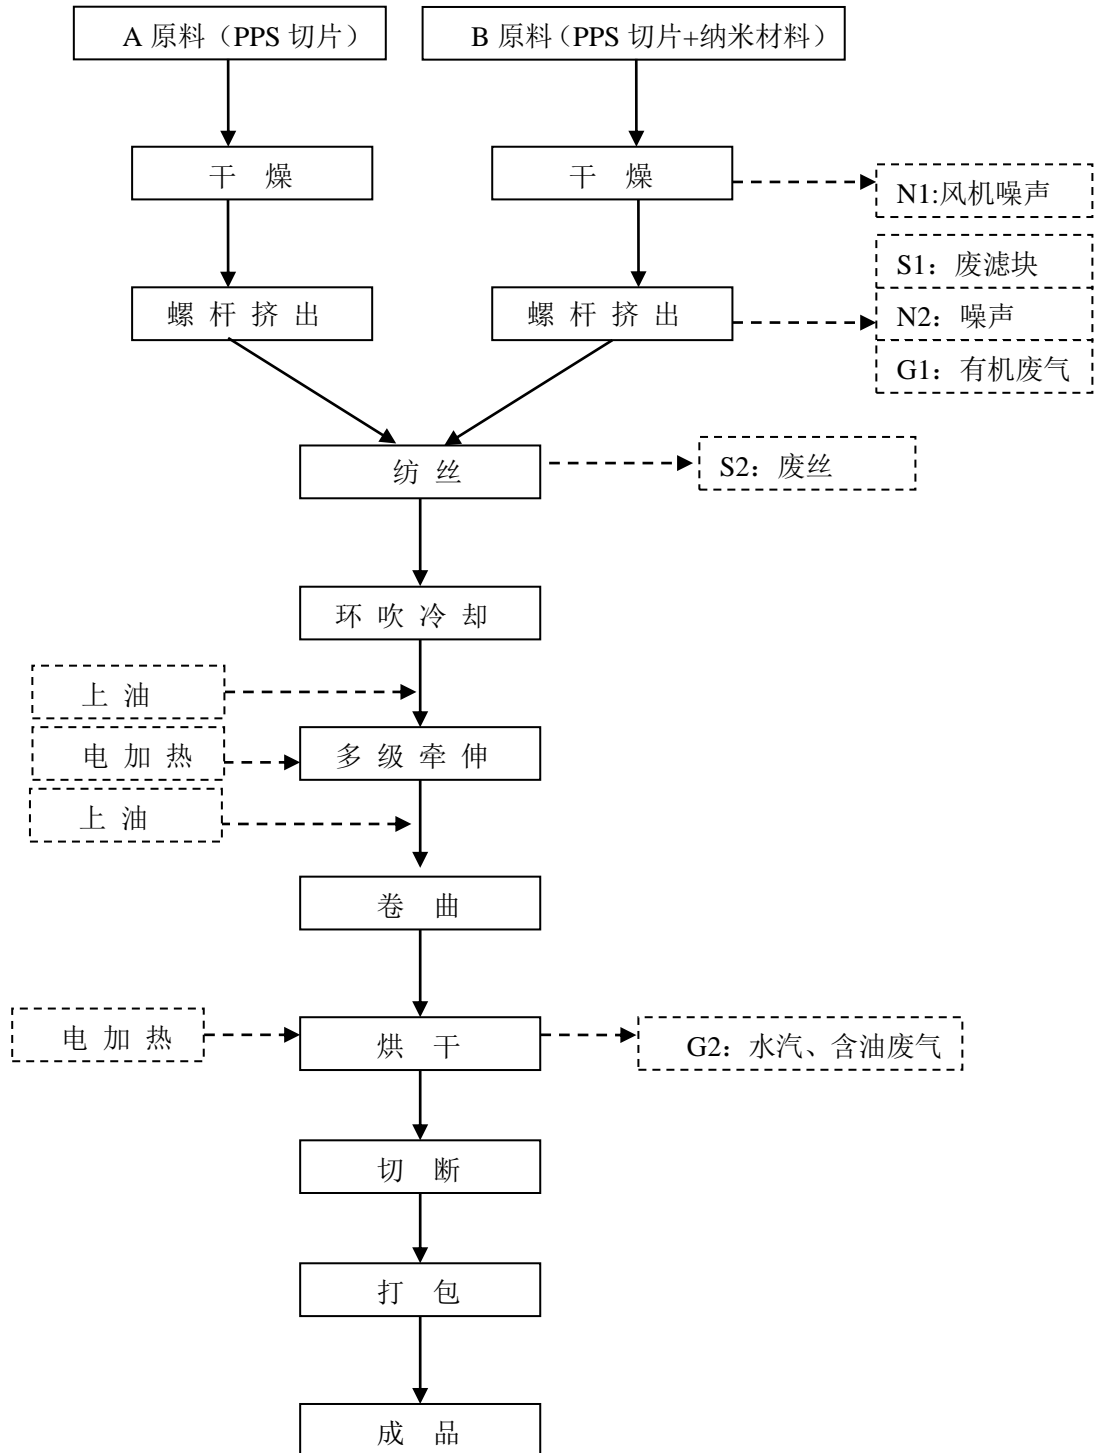 A 原料（PPS 切片）
B 原料（PPS 切片+纳米材料）
干 燥
干 燥
N1:风机噪声
S1：废滤块
螺 杆 挤 出
螺 杆 挤 出
N2：噪声
G1：有机废气
纺 丝
S2：废丝
环 吹 冷 却
上 油
电 加 热
多 级 牵 伸
上 油
卷 曲
电 加 热
烘 干
G2：水汽、含油废气
切 断
打 包
成 品